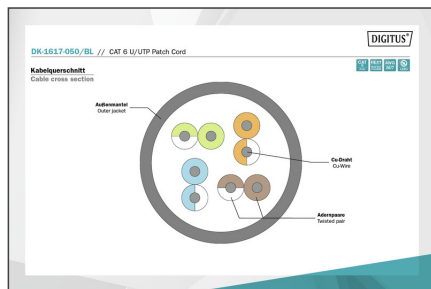 DIGITUS®
DK-1617-050/BL // CAT 6 U/UTP Patch Cord
Kabelquerschnitt
Cable cross section
Außenmantel
Outer jacket
Cu-Draht
Cu-Wire
Adernpaare
Twisted pair